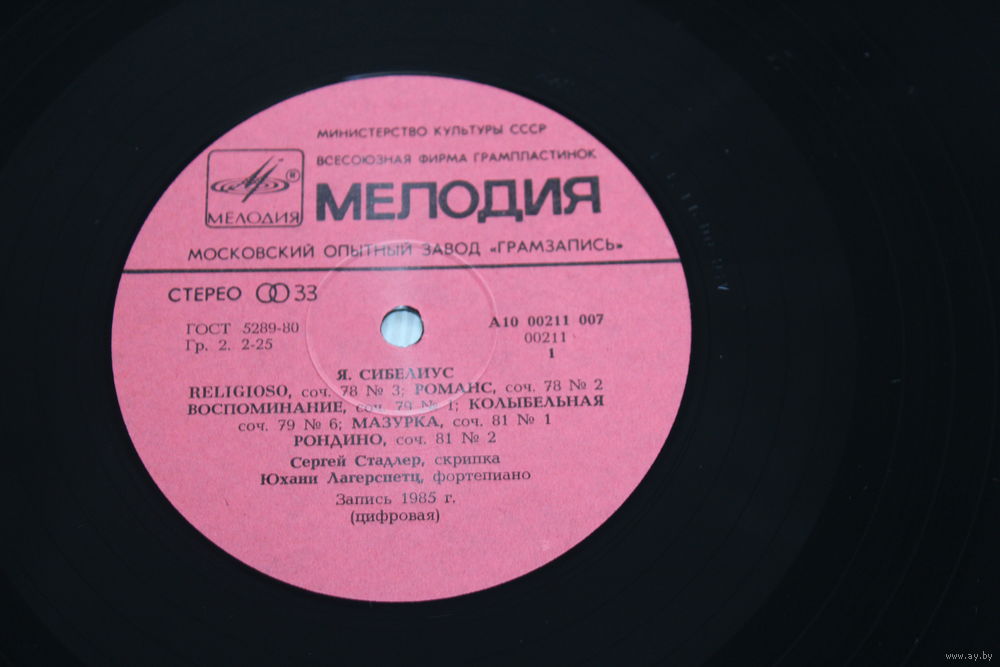 МИНИСТЕРСТВО КУЛЬТУРЫ СССР
ВСЕСОЮЗНАЯ ФИРМА ГРАМПЛАСТИНОК
МЕЛОДИЯ
МЕЛОДИЯ
МОСКОВСКИЙ ОПЫТНЫЙ ЗАВОД «ГРАМЗАПИСЬ»
СТЕРЕО 33
ГОСТ 5289-80
Гр. 2. 2-25
А10 00211 007
00211
1
Я. СИБЕЛИУС
RELIGIOSO, соч. 78 № 3; РОМАНС, соч. 78 № 2
ВОСПОМИНАНИЕ, соч. 79 № 1; КОЛЫБЕЛЬНАЯ
соч. 79 № 6; МАЗУРКА, соч. 81 № 1
РОНДИНО, соч. 81 № 2
Сергей Стадлер, скрипка
Юхани Лагерспетц, фортепиано
Запись 1985 г.
(цифровая)
www.ay.by